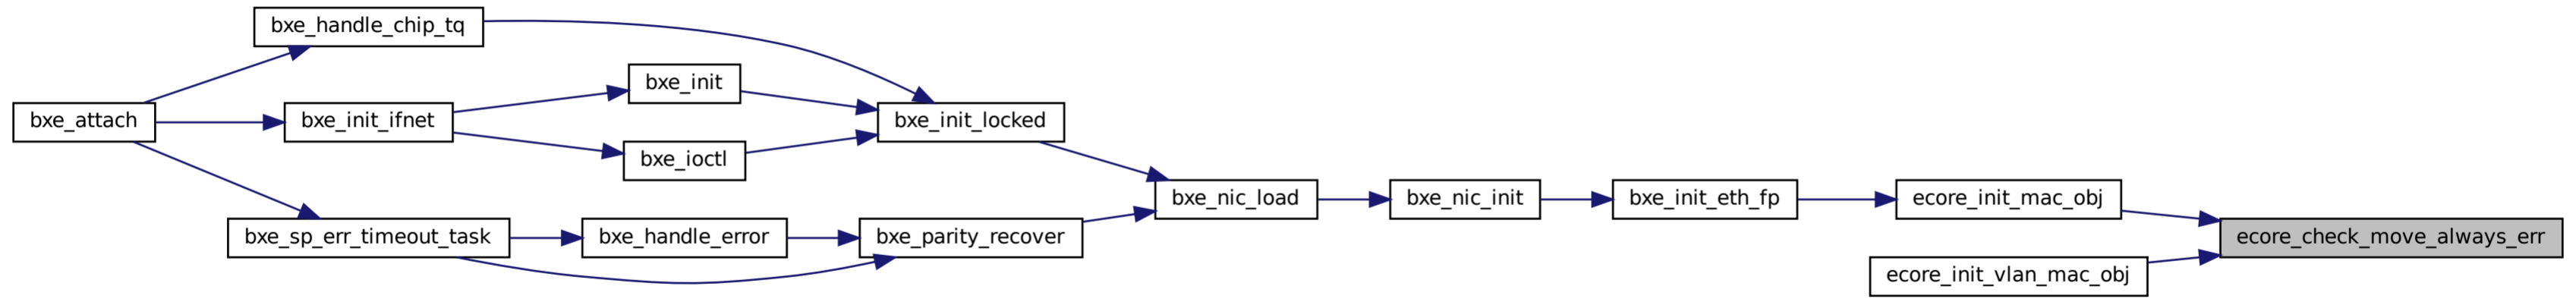 bxe_handle_chip_tq
bxe_init
bxe_attach
bxe_init_ifnet
bxe_init_locked
bxe_ioctl
bxe_nic_load
bxe_nic_init
bxe_init_eth_fp
ecore_init_mac_obj
bxe_sp_err_timeout_task
bxe_handle_error
bxe_parity_recover
ecore_check_move_always_err
ecore_init_vlan_mac_obj